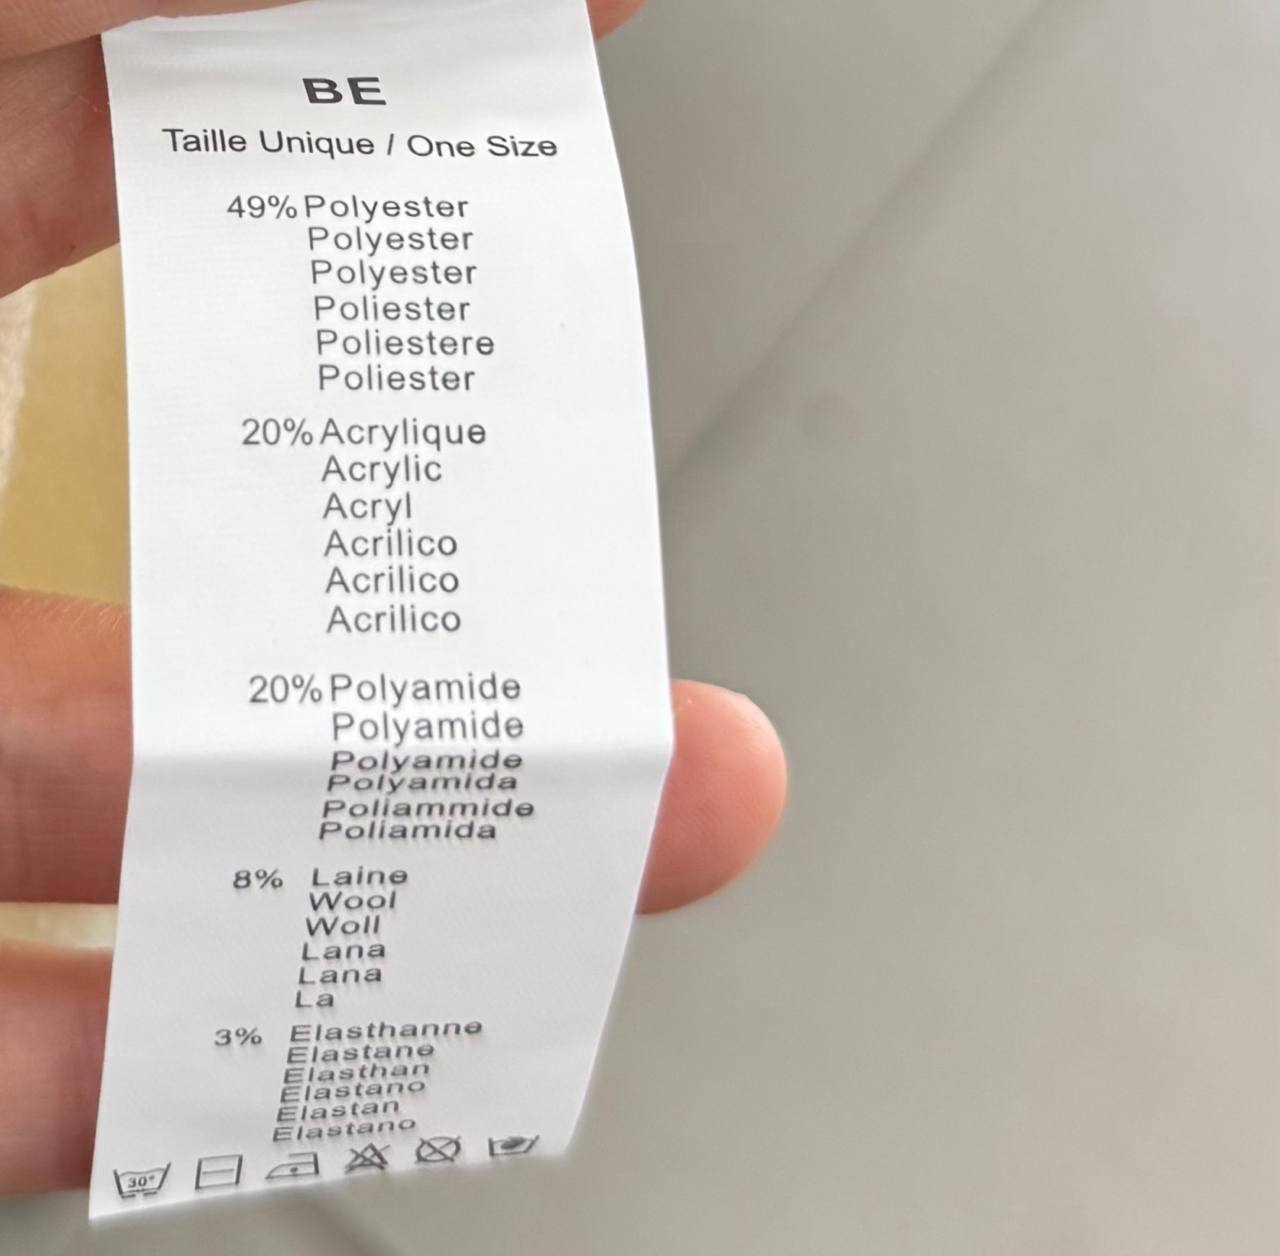 BE
Taille Unique / One Size
49% Polyester
Polyester
Polyester
Poliester
Poliestere
Poliester
20% Acrylique
Acrylic
Acryl
Acrilico
Acrilico
Acrilico
20% Polyamide
Polyamide
Polyamide
Polyamida
Poliammide
Poliamida
8% Laine
Wool
Woll
Lana
Lana
La
3% Elasthanne
Elastane
Elasthan
Elastano
Elastan
Elastano
30°